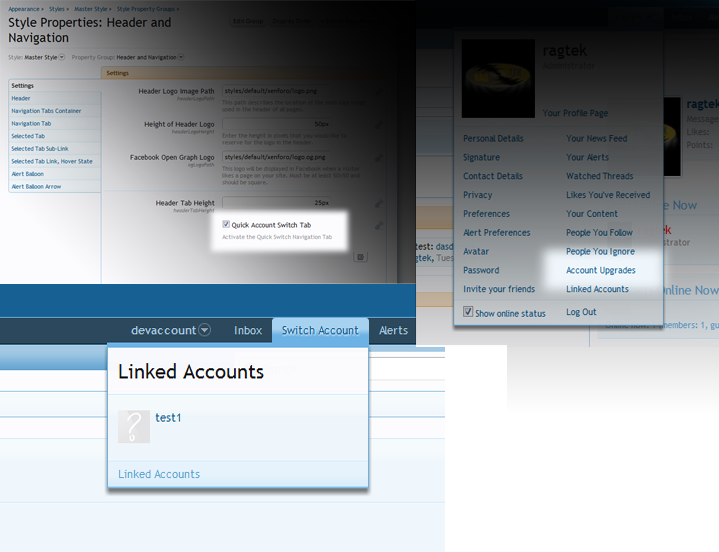 Appearance » Styles » Master Style » Style Property Groups »
Style Properties: Header and
Navigation
Style: Master Style Property Group: Header and Navigation
Settings
Header
Navigation Tabs Container
Navigation Tab
Selected Tab
Selected Tab Sub-Link
Selected Tab Link, Hover State
Alert Balloon
Alert Balloon Arrow
Settings
Header Logo Image Path
headerLogoPath
styles/default/xenforo/logo.png
Height of Header Logo
headerLogoHeight
50px
Facebook Open Graph Logo
ogLogoPath
styles/default/xenforo/logo.og.png
Header Tab Height
headerTabHeight
25px
Quick Account Switch Tab
Activate the Quick Switch Navigation Tab
ragtek
Administrator
Your Profile Page
Personal Details
Signature
Contact Details
Privacy
Preferences
Alert Preferences
Avatar
Password
Invite your friends
Show online status
Your News Feed
Your Alerts
Watched Threads
Likes You've Received
Your Content
People You Follow
People You Ignore
Account Upgrades
Linked Accounts
Log Out
ragtek
Message
Likes:
Points:
devaccount
Inbox
Switch Account
Alerts
Linked Accounts
test1
Linked Accounts